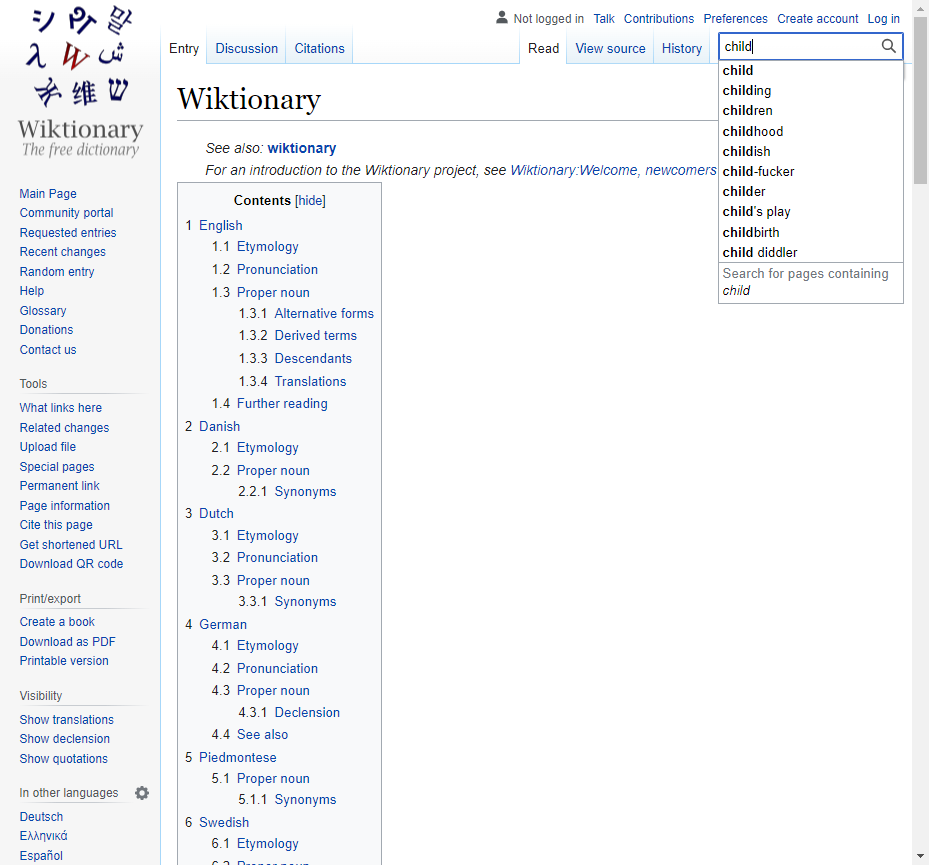 Not logged in Talk Contributions Preferences Create account Log in
Entry Discussion Citations Read View source History child
Wiktionary
The free dictionary
Main Page
Community portal
Requested entries
Recent changes
Random entry
Help
Glossary
Donations
Contact us
Tools
What links here
Related changes
Upload file
Special pages
Permanent link
Page information
Cite this page
Get shortened URL
Download QR code
Print/export
Create a book
Download as PDF
Printable version
Visibility
Show translations
Show declension
Show quotations
In other languages
Deutsch
Ελληνικά
Español
Wiktionary
See also: wiktionary
For an introduction to the Wiktionary project, see Wiktionary:Welcome, newcomers
Contents [hide]
1 English
1.1 Etymology
1.2 Pronunciation
1.3 Proper noun
1.3.1 Alternative forms
1.3.2 Derived terms
1.3.3 Descendants
1.3.4 Translations
1.4 Further reading
2 Danish
2.1 Etymology
2.2 Proper noun
2.2.1 Synonyms
3 Dutch
3.1 Etymology
3.2 Pronunciation
3.3 Proper noun
3.3.1 Synonyms
4 German
4.1 Etymology
4.2 Pronunciation
4.3 Proper noun
4.3.1 Declension
4.4 See also
5 Piedmontese
5.1 Proper noun
5.1.1 Synonyms
6 Swedish
6.1 Etymology
6.2 Proper noun
child
childing
children
childhood
childish
child-fucker
childer
child's play
childbirth
child diddler
Search for pages containing
child